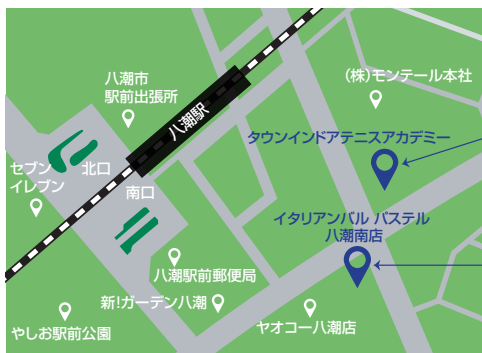 (株)モンテール本社
八潮市
駅前出張所
八潮駅
タウンインドアテニスアカデミー
セブン
イレブン
北口
南口
イタリアンバル パステル
八潮南店
八潮駅前郵便局
新!ガーデン八潮
やしお駅前公園
ヤオコー八潮店